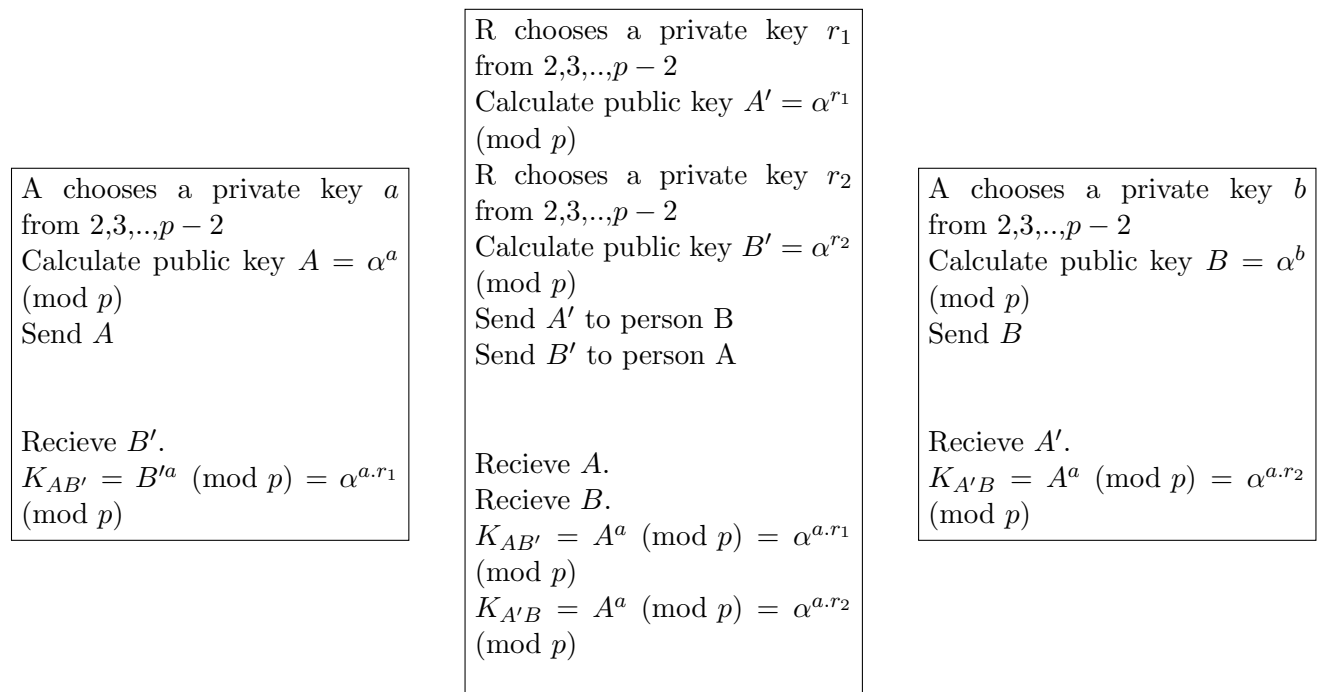 A chooses a private key a
from 2,3,..,p − 2
Calculate public key A = α^a
(mod p)
Send A
Recieve B′.
K_{AB′} = B′^a (mod p) = α^{a.r_1}
(mod p)
R chooses a private key r_1
from 2,3,..,p − 2
Calculate public key A′ = α^{r_1}
(mod p)
R chooses a private key r_2
from 2,3,..,p − 2
Calculate public key B′ = α^{r_2}
(mod p)
Send A′ to person B
Send B′ to person A
Recieve A.
Recieve B.
K_{AB′} = A^a (mod p) = α^{a.r_1}
(mod p)
K_{A′B} = A^a (mod p) = α^{a.r_2}
(mod p)
A chooses a private key b
from 2,3,..,p − 2
Calculate public key B = α^b
(mod p)
Send B
Recieve A′.
K_{A′B} = A^a (mod p) = α^{a.r_2}
(mod p)